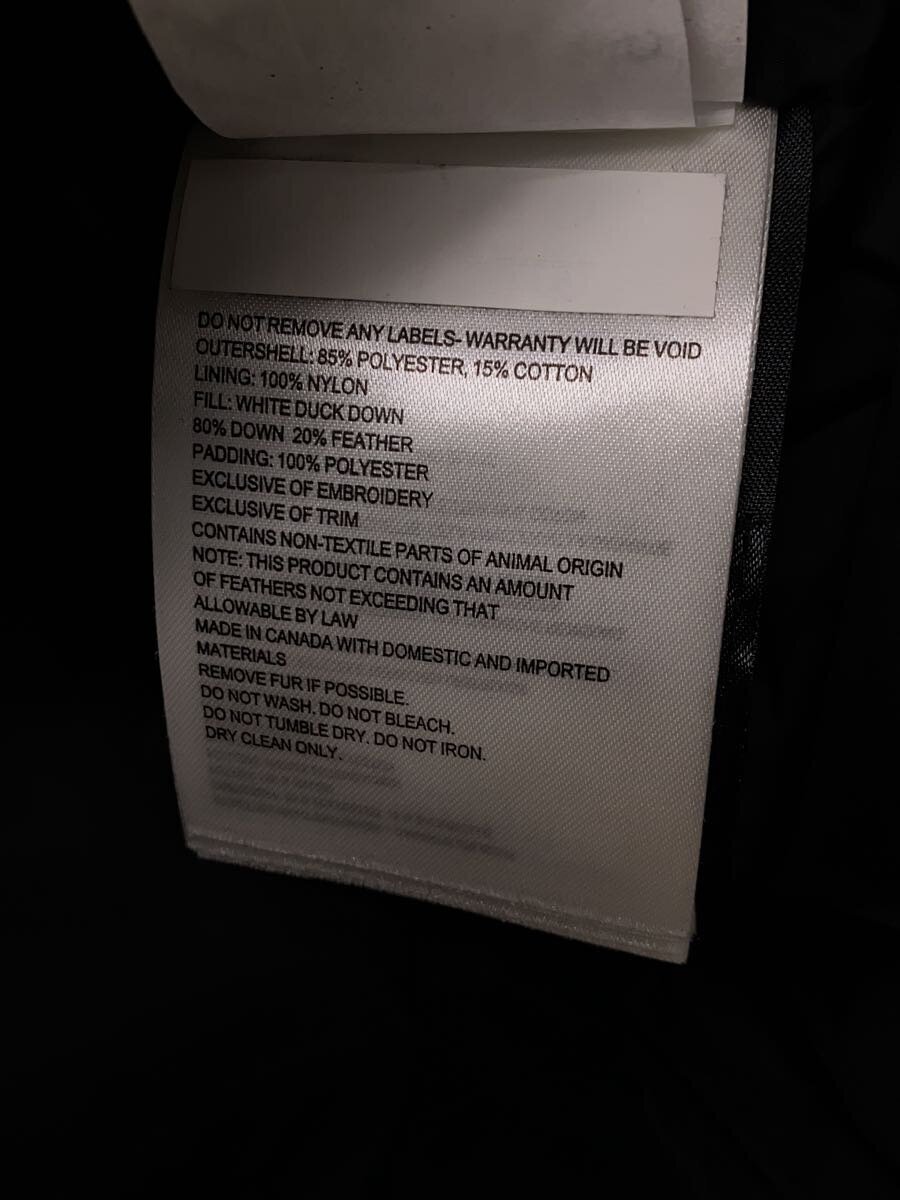 DO NOT REMOVE ANY LABELS- WARRANTY WILL BE VOID
OUTERSHELL: 85% POLYESTER, 15% COTTON
LINING: 100% NYLON
FILL: WHITE DUCK DOWN
80% DOWN 20% FEATHER
PADDING: 100% POLYESTER
EXCLUSIVE OF EMBROIDERY
EXCLUSIVE OF TRIM
CONTAINS NON-TEXTILE PARTS OF ANIMAL ORIGIN
NOTE: THIS PRODUCT CONTAINS AN AMOUNT
OF FEATHERS NOT EXCEEDING THAT
ALLOWABLE BY LAW
MADE IN CANADA WITH DOMESTIC AND IMPORTED
MATERIALS
REMOVE FUR IF POSSIBLE.
DO NOT WASH. DO NOT BLEACH.
DO NOT TUMBLE DRY. DO NOT IRON.
DRY CLEAN ONLY.